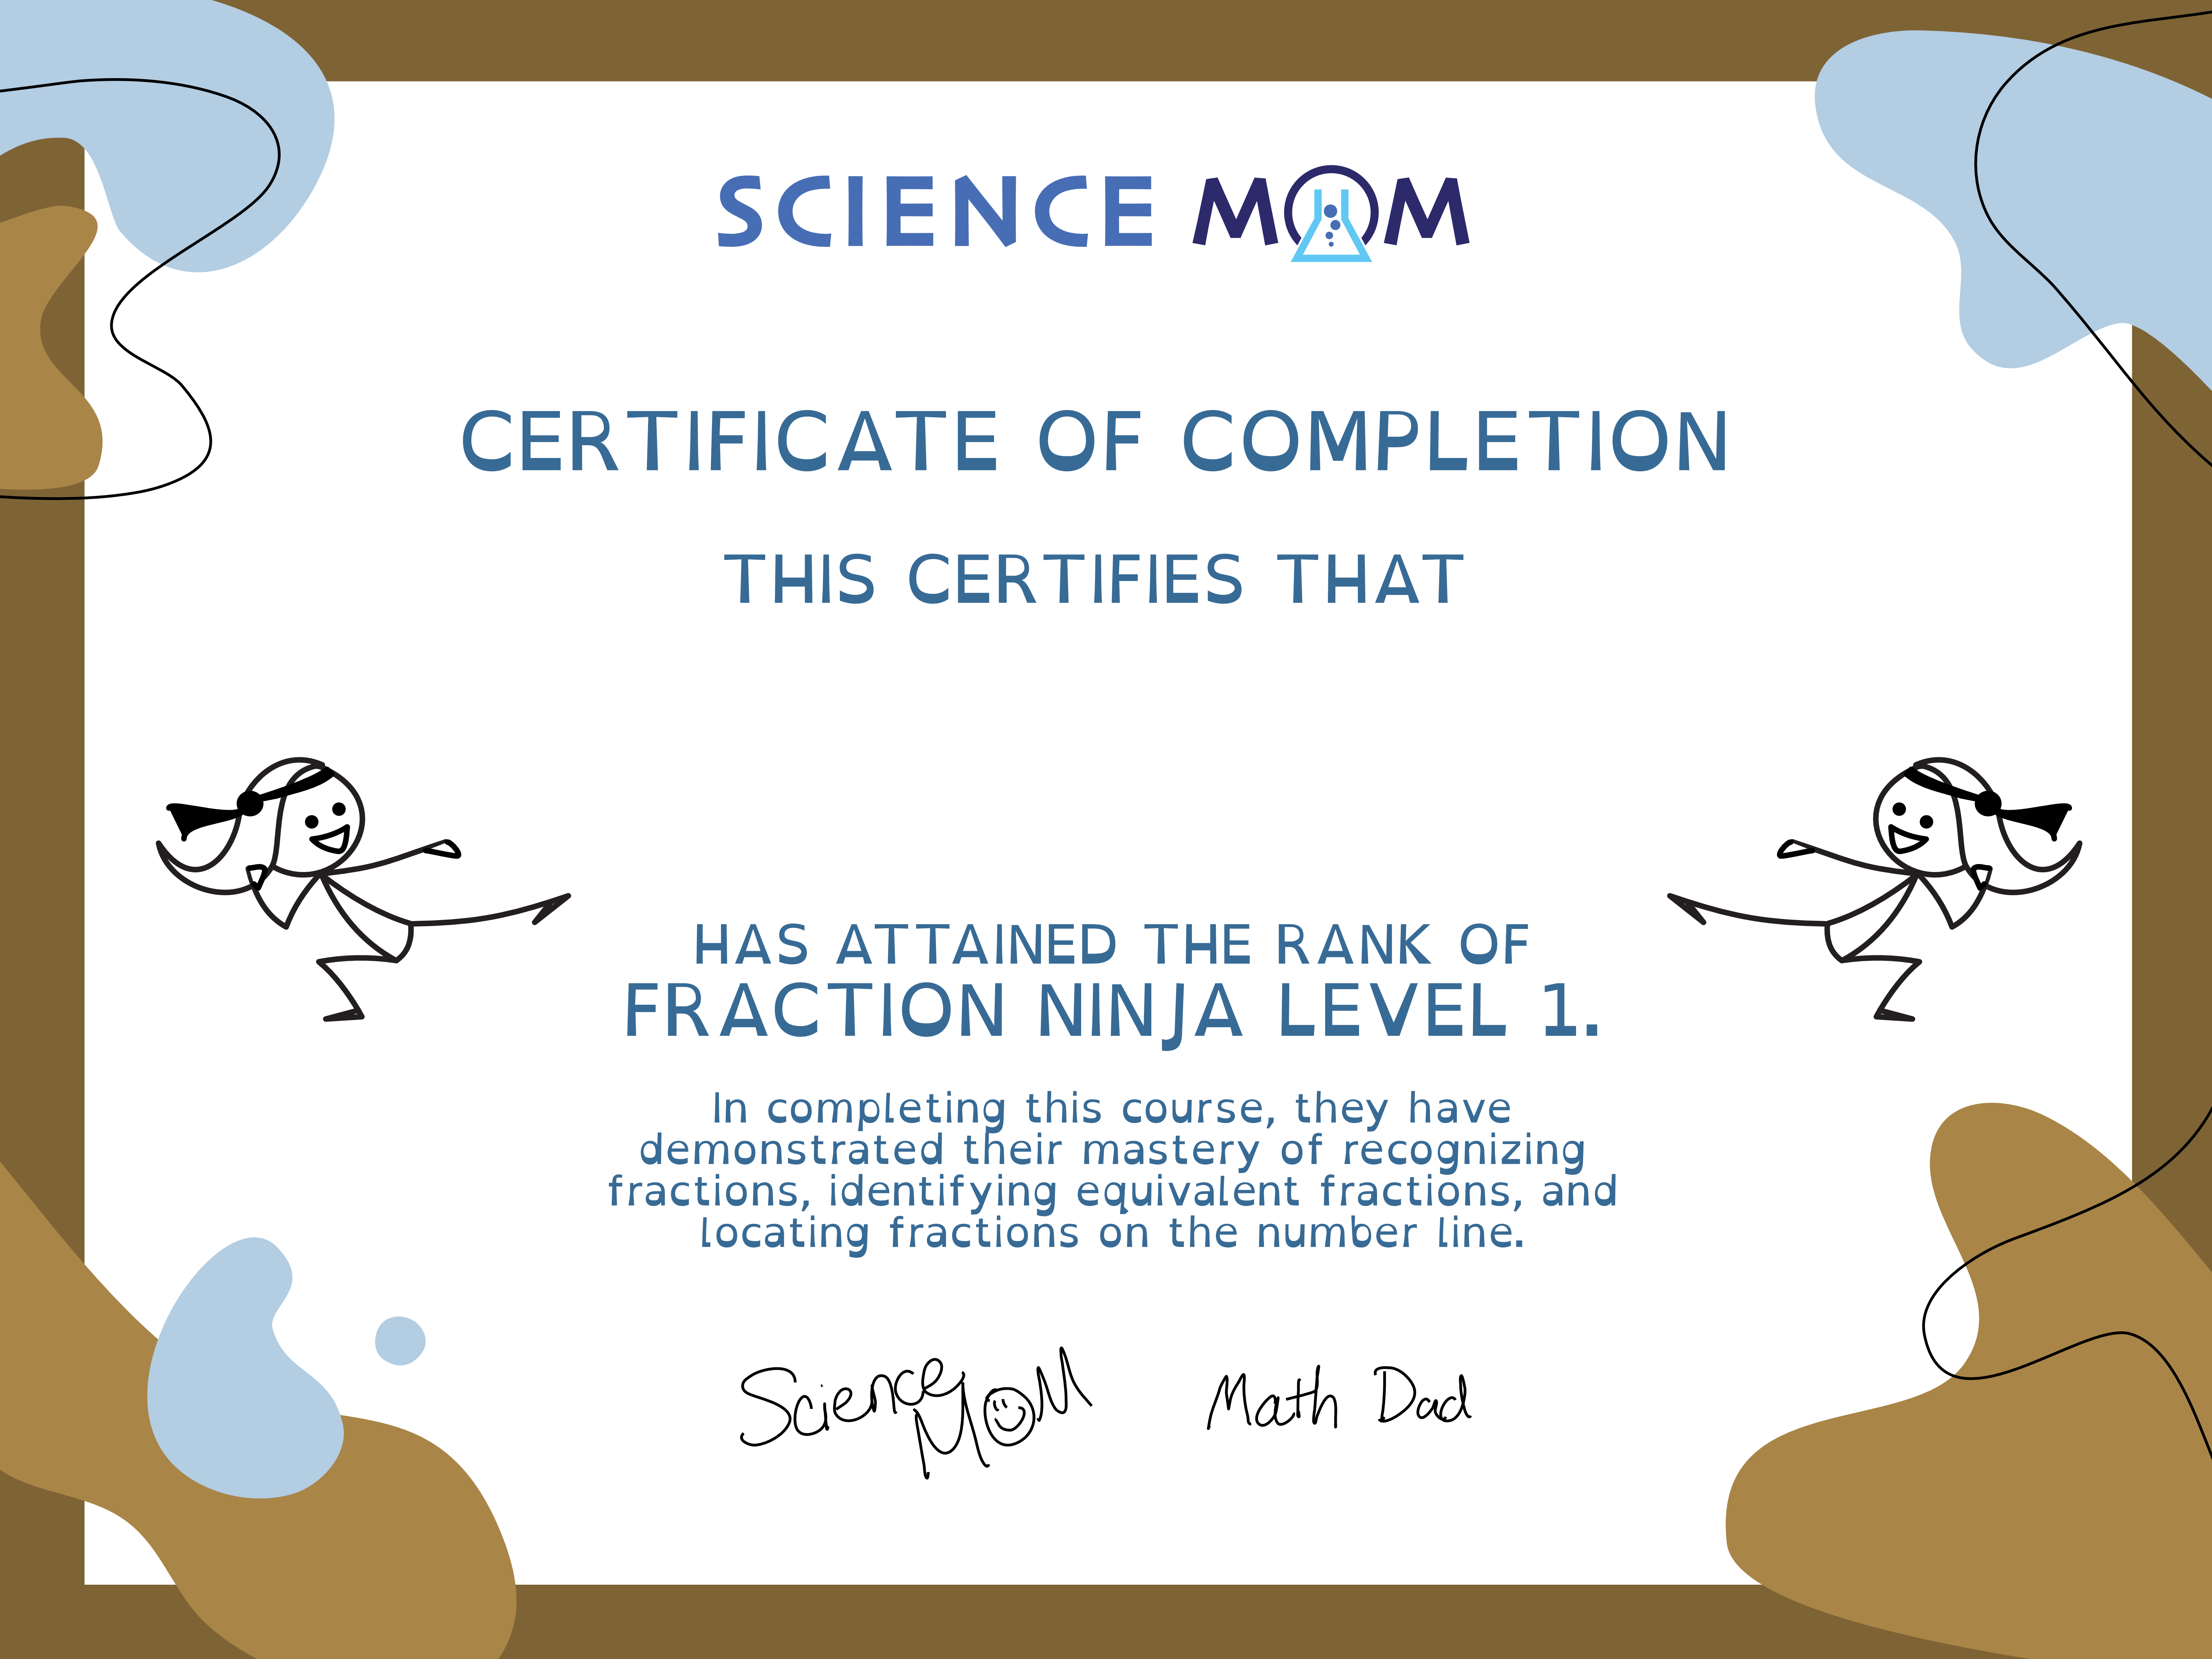 SCIENCE MOM
CERTIFICATE OF COMPLETION
THIS CERTIFIES THAT
HAS ATTAINED THE RANK OF
FRACTION NINJA LEVEL 1.
In completing this course, they have
demonstrated their mastery of recognizing
fractions, identifying equivalent fractions, and
locating fractions on the number line.
Science Mom Math Dad